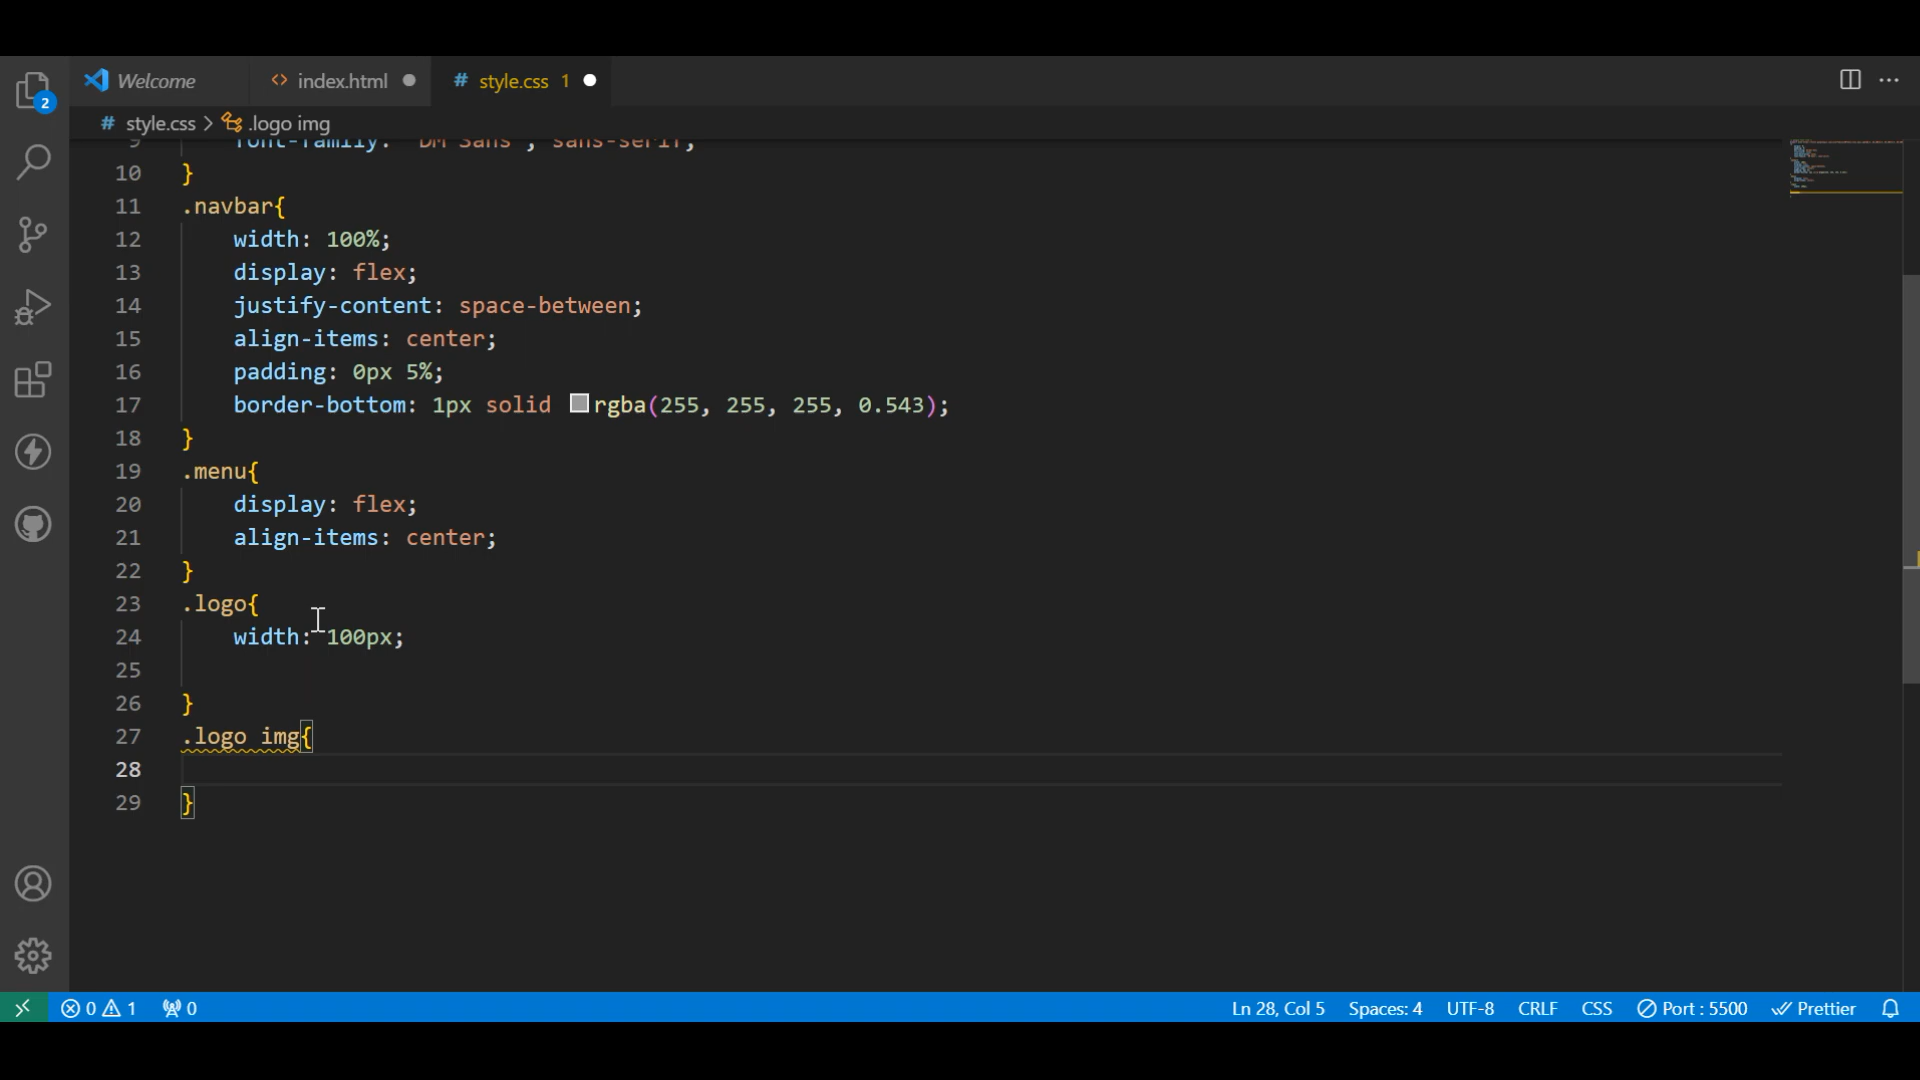 Welcome
<> index.html
# style.css 1
2
# style.css > .logo img
9 font-family: 'DM Sans', sans-serif;
10 }
11 .navbar{
12 width: 100%;
13 display: flex;
14 justify-content: space-between;
15 align-items: center;
16 padding: 0px 5%;
17 border-bottom: 1px solid rgba(255, 255, 255, 0.543);
18 }
19 .menu{
20 display: flex;
21 align-items: center;
22 }
23 .logo{
24 width: 100px;
25
26 }
27 .logo img{
28
29 }
0 1 0 Ln 28, Col 5 Spaces: 4 UTF-8 CRLF CSS Port : 5500 Prettier